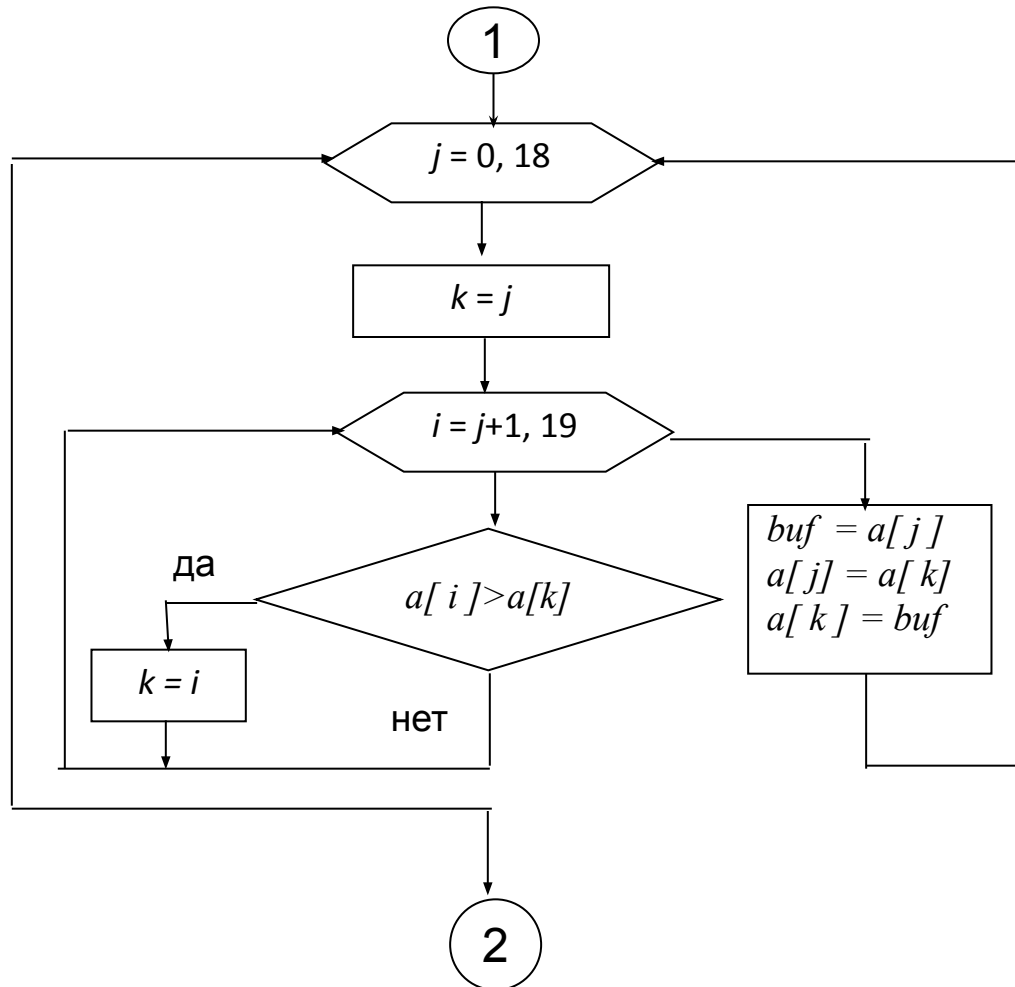 1
j = 0, 18
k = j
i = j+1, 19
да
a[ i ]>a[k]
buf = a[ j ]
a[ j] = a[ k]
a[ k ] = buf
k = i
нет
2